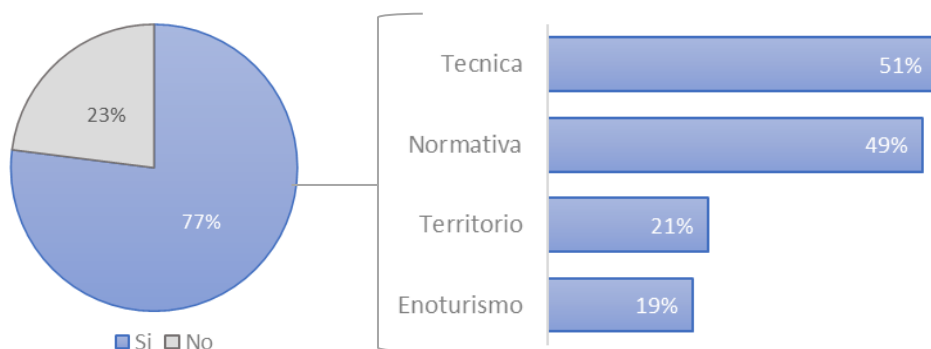 23%
77%
Si No
Tecnica 51%
Normativa 49%
Territorio 21%
Enoturismo 19%